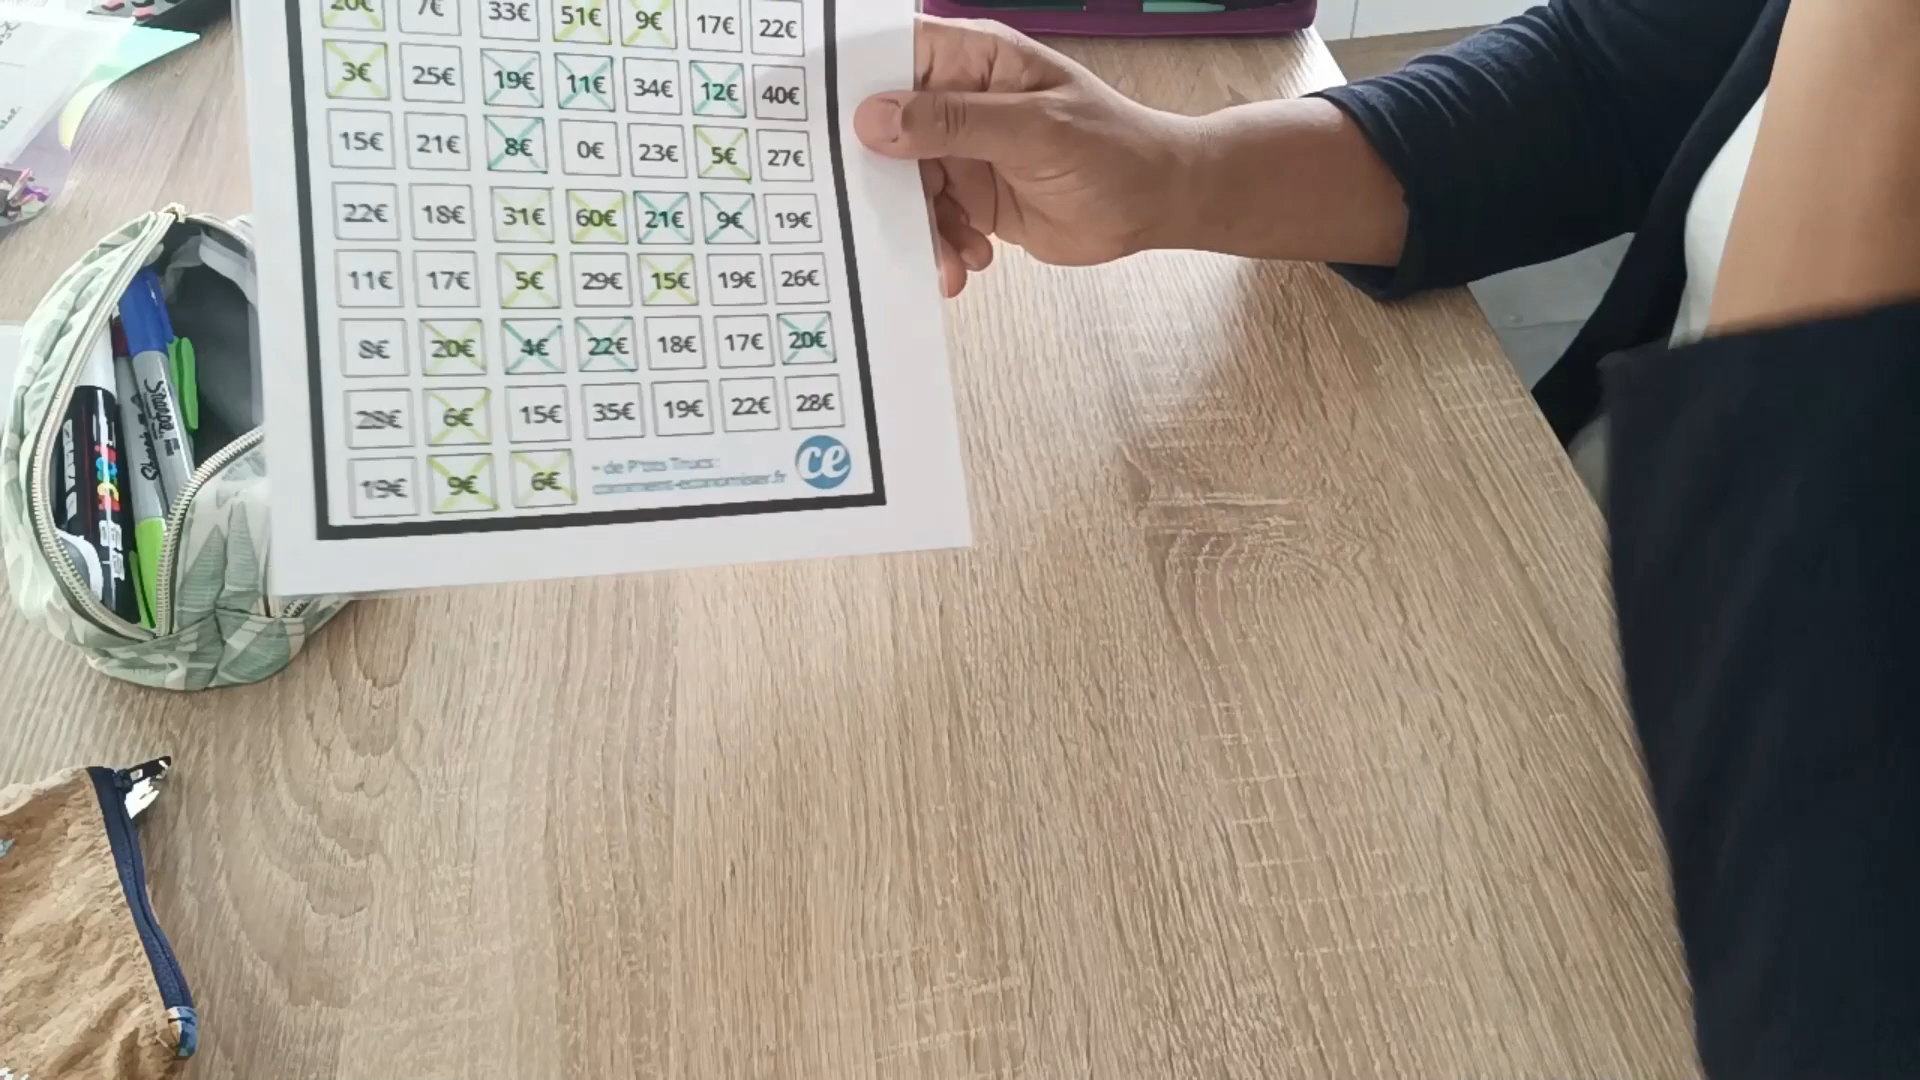 20€ 7€ 33€ 51€ 9€ 17€ 22€
3€ 25€ 19€ 11€ 34€ 12€ 40€
15€ 21€ 8€ 0€ 23€ 5€ 27€
22€ 18€ 31€ 60€ 21€ 9€ 19€
11€ 17€ 5€ 29€ 15€ 19€ 26€
8€ 20€ 4€ 22€ 18€ 17€ 20€
28€ 6€ 15€ 35€ 19€ 22€ 28€
19€ 9€ 6€
+ de P'tits Trucs :
comment-economiser.fr
ce
Sharpie
POSCA